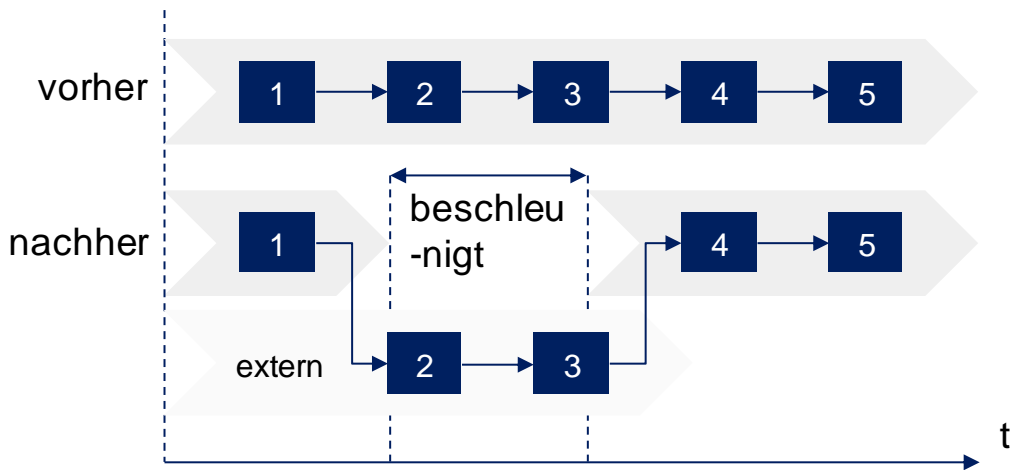 vorher
1 2 3 4 5
nachher
1
beschleu
-nigt
4 5
extern
2 3
t